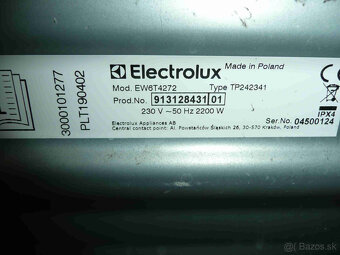 Electrolux
Made in Poland
Mod. EW6T4272 Type TP242341
Prod.No. 913128431 01
230 V ~ 50 Hz 2200 W
IPX4
Electrolux Appliances AB
Central contact point: Al. Powstańców Śląskich 26, 30-570 Kraków, Poland
Ser.No. 04500124
3000101277
PLT190402
Bazos.sk